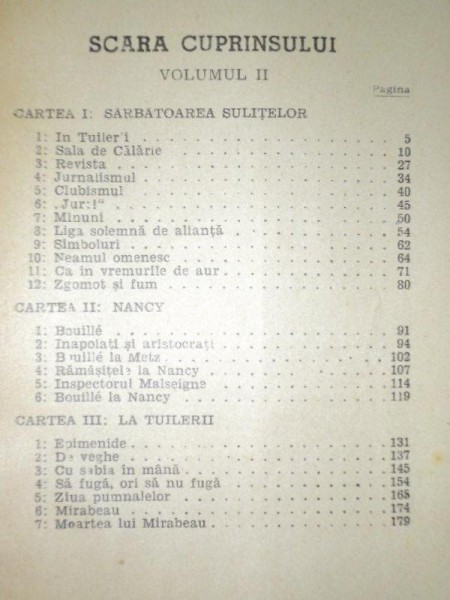 SCARA CUPRINSULUI
VOLUMUL II
Pagina
CARTEA I: SARBATOAREA SULIȚELOR
1: In Tuiler'i . . . . . . . . . . 5
2: Sala de Călărie . . . . . . . . . . 10
3: Revista . . . . . . . . . . 27
4: Jurnalismul . . . . . . . . . . 34
5: Clubismul . . . . . . . . . . 40
6: „Jur:!“ . . . . . . . . . . 45
7: Minuni . . . . . . . . . . 50
8: Liga solemnă de alianță . . . . . . . . . . 54
9: Simboluri . . . . . . . . . . 62
10: Neamul omenesc . . . . . . . . . . 64
11: Ca in vremurile de aur . . . . . . . . . . 71
12: Zgomot și fum . . . . . . . . . . 80
CARTEA II: NANCY
1: Bouillé . . . . . . . . . . 91
2: Inapoiați și aristocrați . . . . . . . . . . 94
3: Bouillé la Metz . . . . . . . . . . 102
4: Rămășițele la Nancy . . . . . . . . . . 107
5: Inspectorul Malseigne . . . . . . . . . . 114
6: Bouillé la Nancy . . . . . . . . . . 119
CARTEA III: LA TUILERII
1: Epimenide . . . . . . . . . . 131
2: De veghe . . . . . . . . . . 137
3: Cu sabia în mână . . . . . . . . . . 145
4: Să fugă, ori să nu fugă . . . . . . . . . . 154
5: Ziua pumnalelor . . . . . . . . . . 165
6: Mirabeau . . . . . . . . . . 174
7: Moartea lui Mirabeau . . . . . . . . . . 179